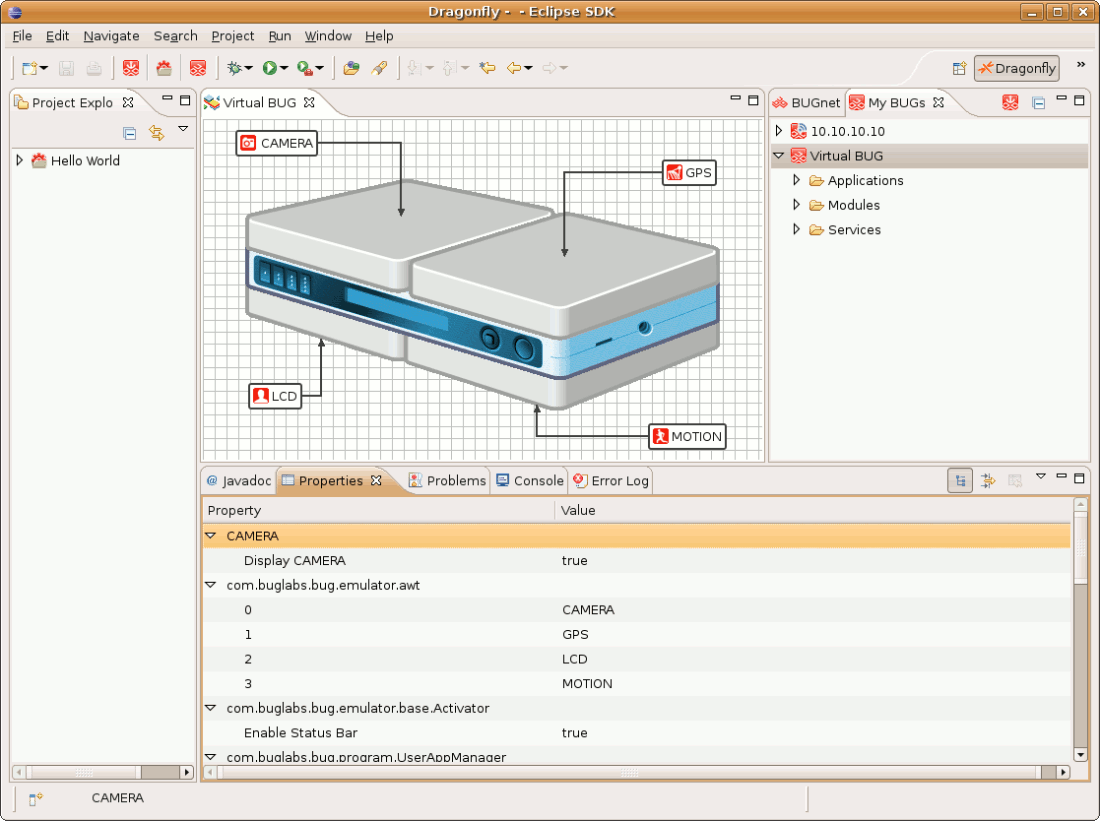 Dragonfly - - Eclipse SDK
File Edit Navigate Search Project Run Window Help
Dragonfly
Project Explo
Virtual BUG
BUGnet My BUGs
Hello World
CAMERA
GPS
LCD
MOTION
10.10.10.10
Virtual BUG
Applications
Modules
Services
@ Javadoc Properties Problems Console Error Log
Property Value
CAMERA
Display CAMERA true
com.buglabs.bug.emulator.awt
0 CAMERA
1 GPS
2 LCD
3 MOTION
com.buglabs.bug.emulator.base.Activator
Enable Status Bar true
com.buglabs.bug.program.UserAppManager
CAMERA